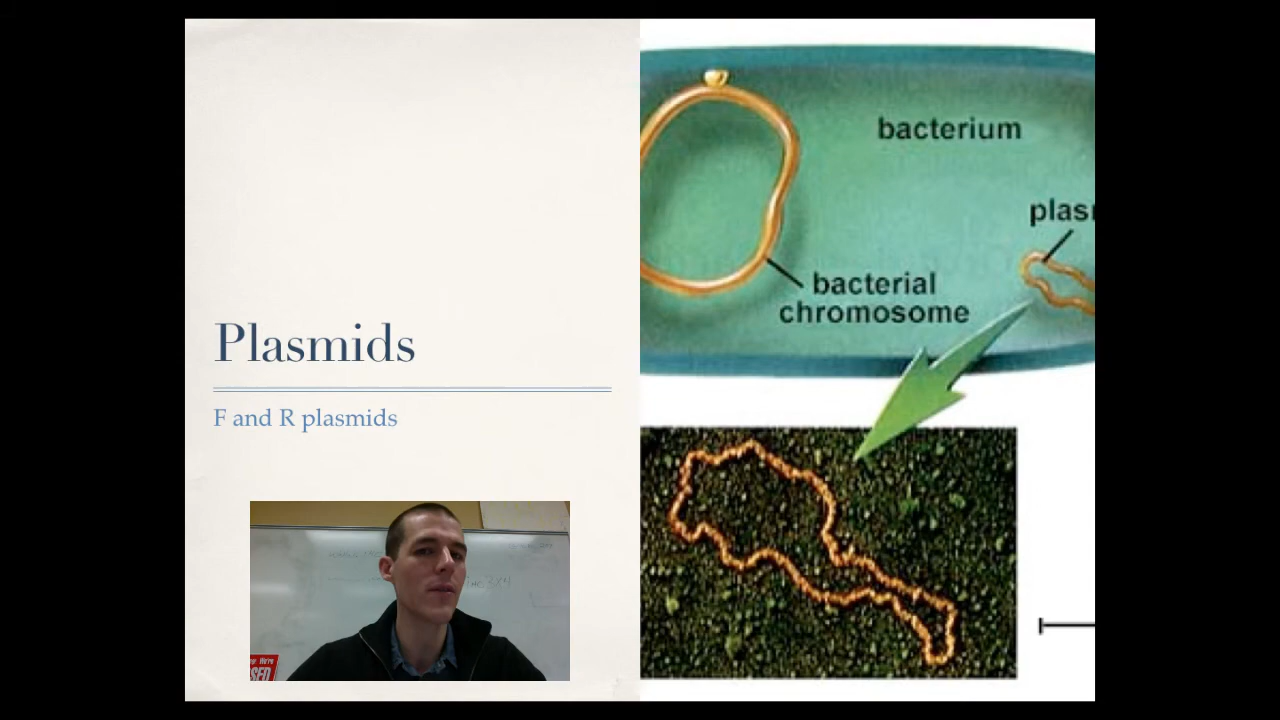 Plasmids
F and R plasmids
bacterium
plas
bacterial
chromosome